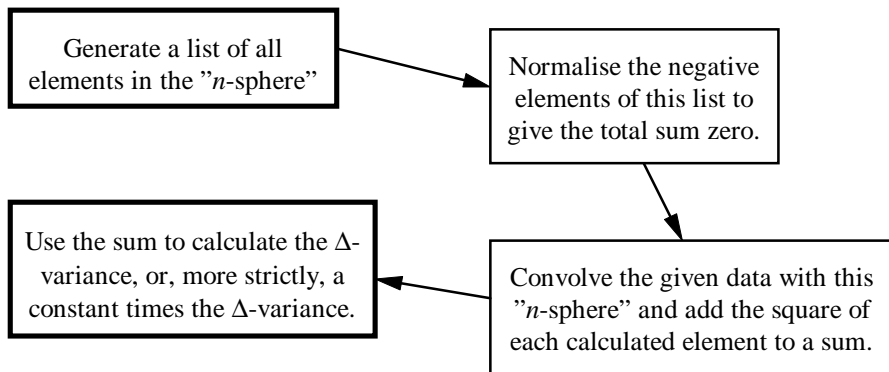 Generate a list of all
elements in the ”n-sphere”
Normalise the negative
elements of this list to
give the total sum zero.
Convolve the given data with this
”n-sphere” and add the square of
each calculated element to a sum.
Use the sum to calculate the Δ-
variance, or, more strictly, a
constant times the Δ-variance.